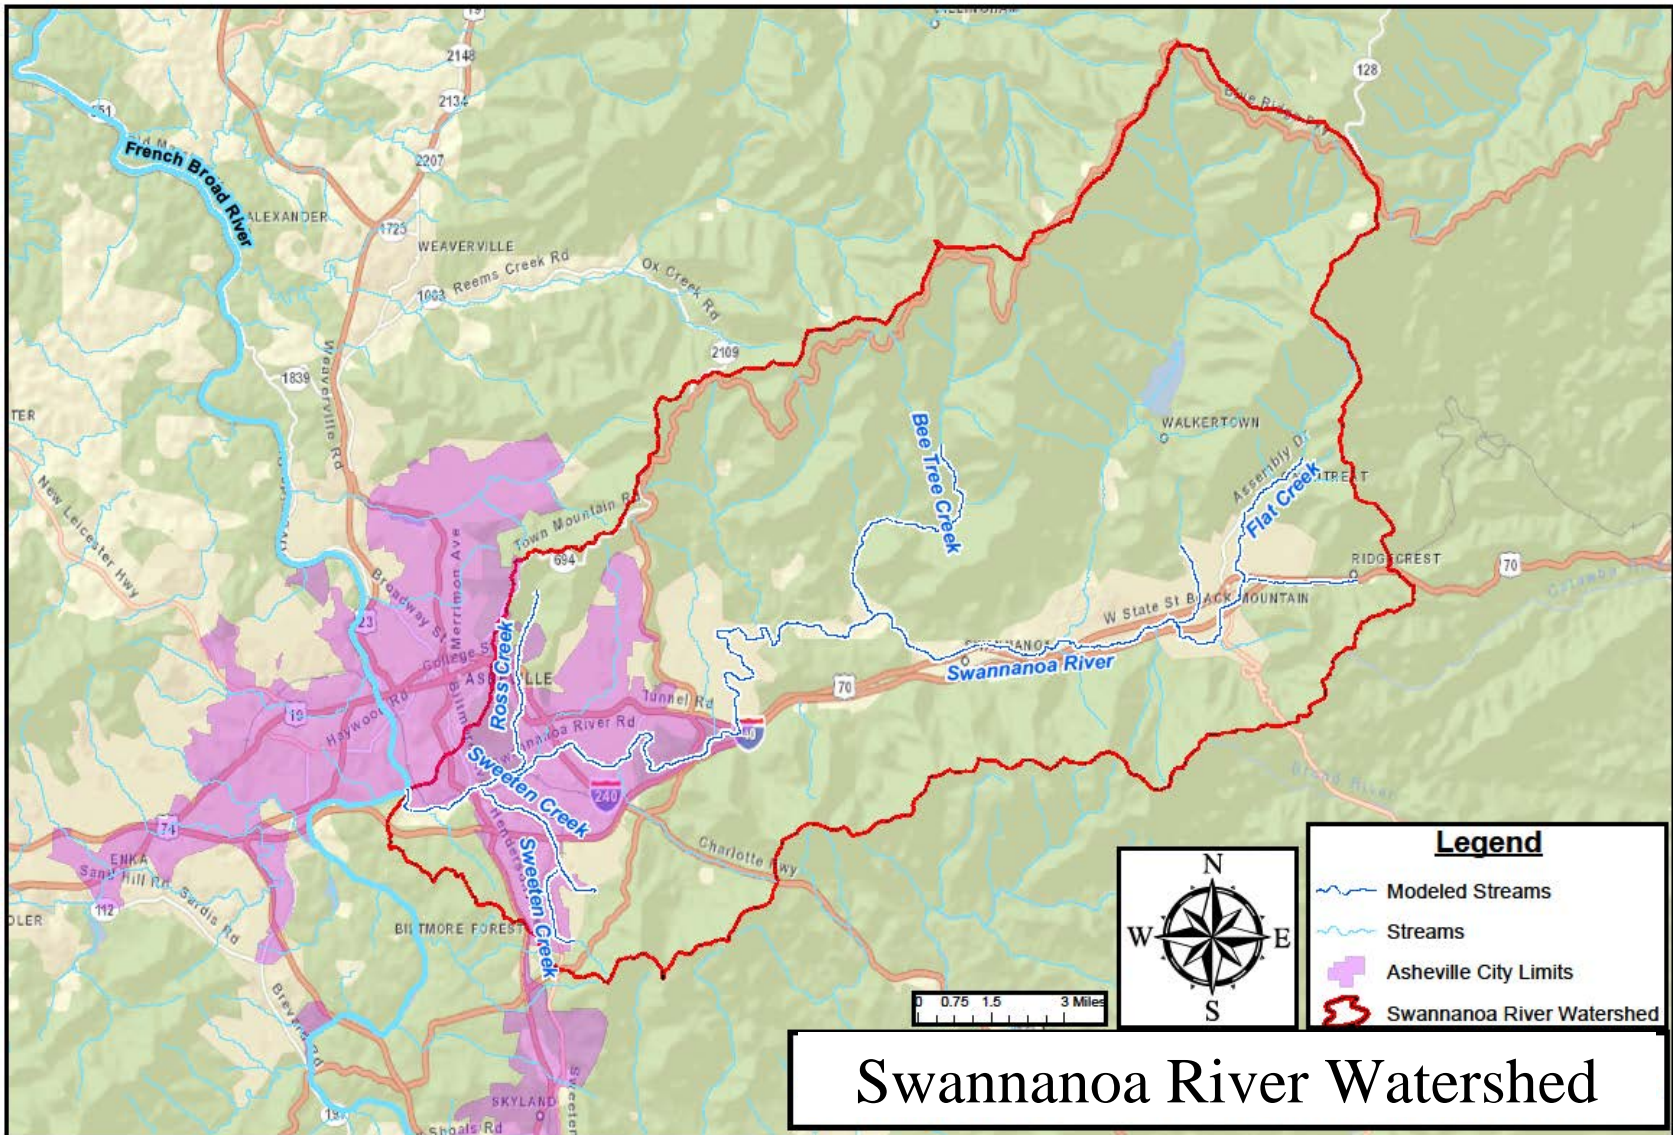 19
2148
128
2134
Blue Ridge Pky
French Broad River
2207
ALEXANDER
1725
WEAVERVILLE
Reems Creek Rd
Ox Creek Rd
1003
2109
Weaverville Rd
1839
WALKERTOWN
Bee Tree Creek
Assembly Dr
Flat Creek
New Leicester Hwy
Town Mountain Rd
694
RIDGECREST
70
Merrimon Ave
Broadway St
23
W State St
BLACK MOUNTAIN
College St
ASHEVILLE
Ross Creek
SWANNANOA
Swannanoa River
70
Tunnel Rd
19
Haywood Rd
Swannanoa River Rd
40
Broad River
Sweeten Creek
240
74
ENKA
Sand Hill Rd
Sardis Rd
112
Charlotte Hwy
Sweeten Creek
BILTMORE FOREST
Brevard Rd
SKYLAND
Shoals Rd
N
W
E
S
0 0.75 1.5 3 Miles
Legend
Modeled Streams
Streams
Asheville City Limits
Swannanoa River Watershed
Swannanoa River Watershed